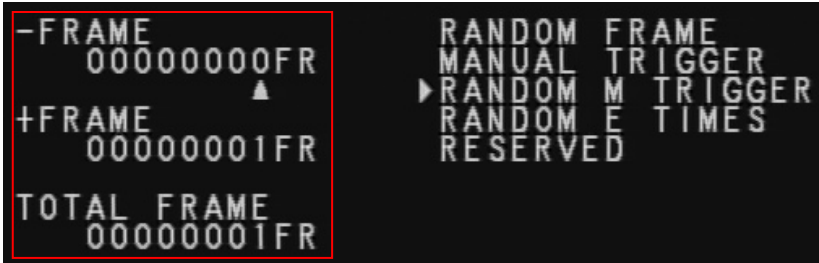 -FRAME
00000000FR
+FRAME
00000001FR
TOTAL FRAME
00000001FR
RANDOM FRAME
MANUAL TRIGGER
RANDOM M TRIGGER
RANDOM E TIMES
RESERVED